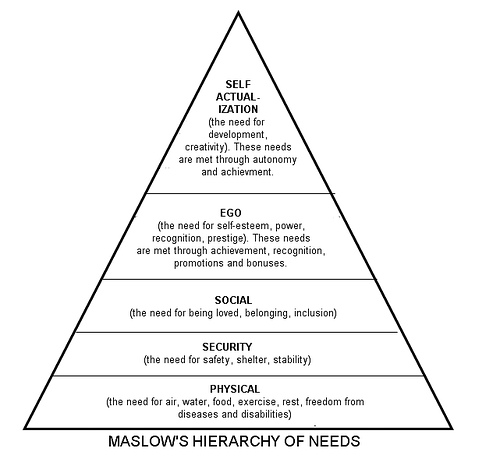 SELF
ACTUAL-
IZATION
(the need for
development,
creativity). These needs
are met through autonomy
and achievment.
EGO
(the need for self-esteem, power,
recognition, prestige). These needs
are met through achievement, recognition,
promotions and bonuses.
SOCIAL
(the need for being loved, belonging, inclusion)
SECURITY
(the need for safety, shelter, stability)
PHYSICAL
(the need for air, water, food, exercise, rest, freedom from
diseases and disabilities)
MASLOW'S HIERARCHY OF NEEDS